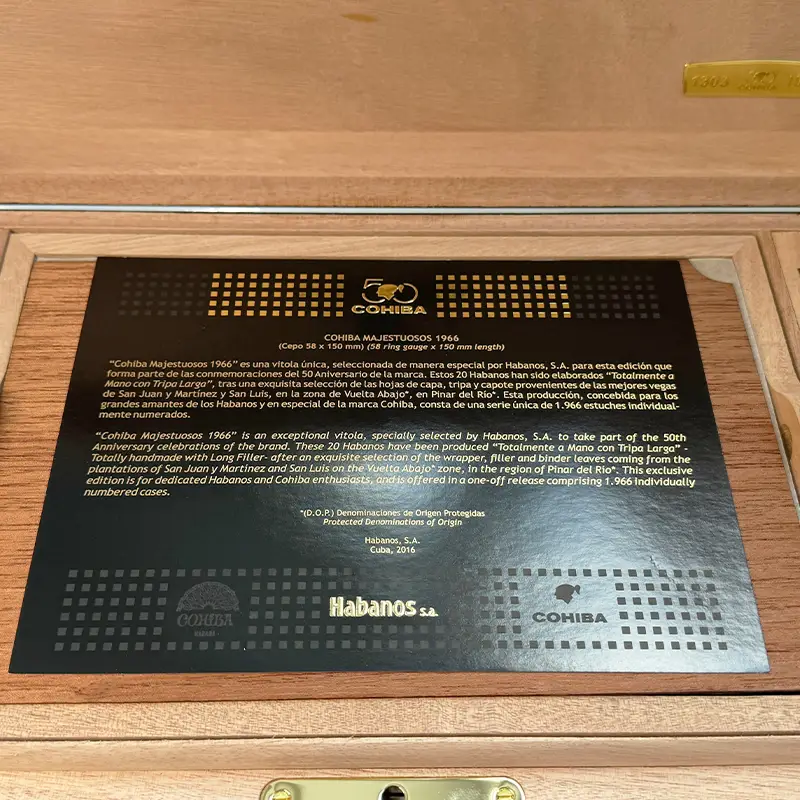 1303
50
COHIBA
COHIBA MAJESTUOSOS 1966
(Cepo 58 x 150 mm) (58 ring gauge x 150 mm length)
“Cohiba Majestuosos 1966” es una vitola única, seleccionada de manera especial por Habanos, S.A. para esta edición que
forma parte de las conmemoraciones del 50 Aniversario de la marca. Estos 20 Habanos han sido elaborados “Totalmente a
Mano con Tripa Larga”, tras una exquisita selección de las hojas de capa, tripa y capote provenientes de las mejores vegas
de San Juan y Martínez y San Luis, en la zona de Vuelta Abajo*, en Pinar del Río*. Esta producción, concebida para los
grandes amantes de los Habanos y en especial de la marca Cohiba, consta de una serie única de 1.966 estuches individual-
mente numerados.
“Cohiba Majestuosos 1966” is an exceptional vitola, specially selected by Habanos, S.A. to take part of the 50th
Anniversary celebrations of the brand. These 20 Habanos have been produced “Totalmente a Mano con Tripa Larga” -
Totally handmade with Long Filler- after an exquisite selection of the wrapper, filler and binder leaves coming from the
plantations of San Juan y Martínez and San Luis on the Vuelta Abajo* zone, in the region of Pinar del Río*. This exclusive
edition is for dedicated Habanos and Cohiba enthusiasts, and is offered in a one-off release comprising 1.966 individually
numbered cases.
*(D.O.P.) Denominaciones de Origen Protegidas
Protected Denominations of Origin
Habanos, S.A.
Cuba, 2016
COHIBA
Habanos s.a.
COHIBA